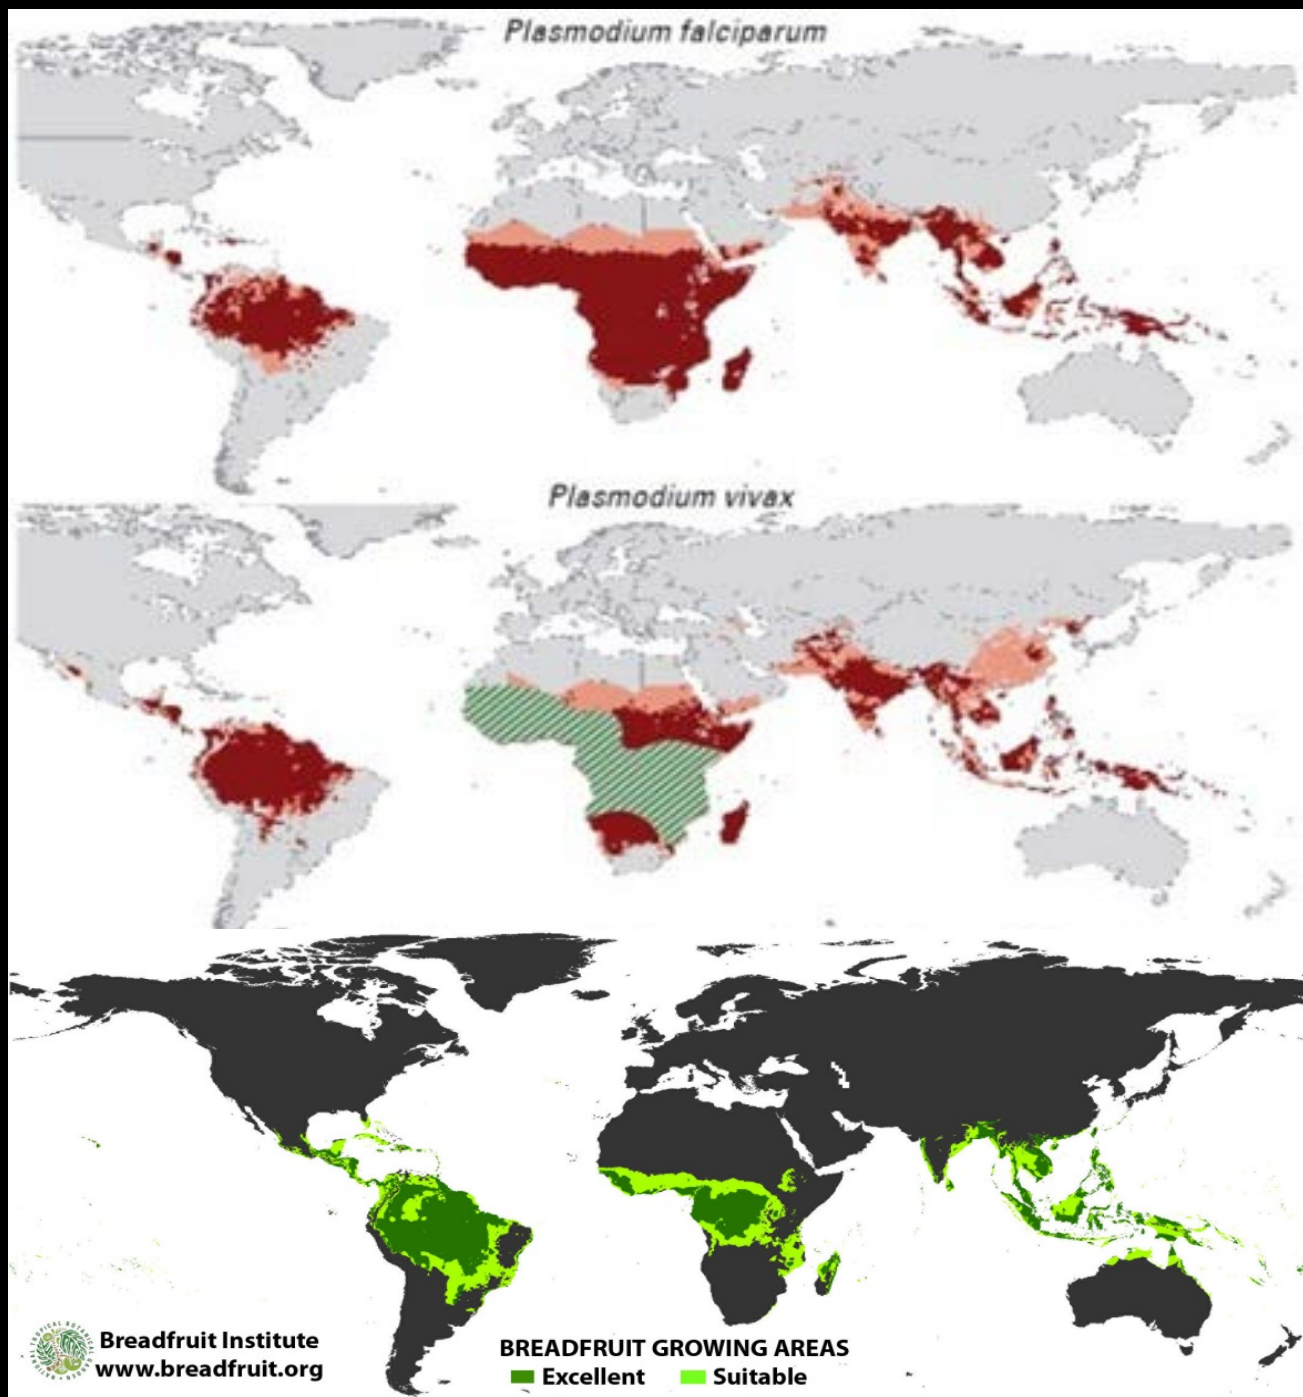 Plasmodium falciparum
Plasmodium vivax
Breadfruit Institute
www.breadfruit.org
BREADFRUIT GROWING AREAS
Excellent
Suitable